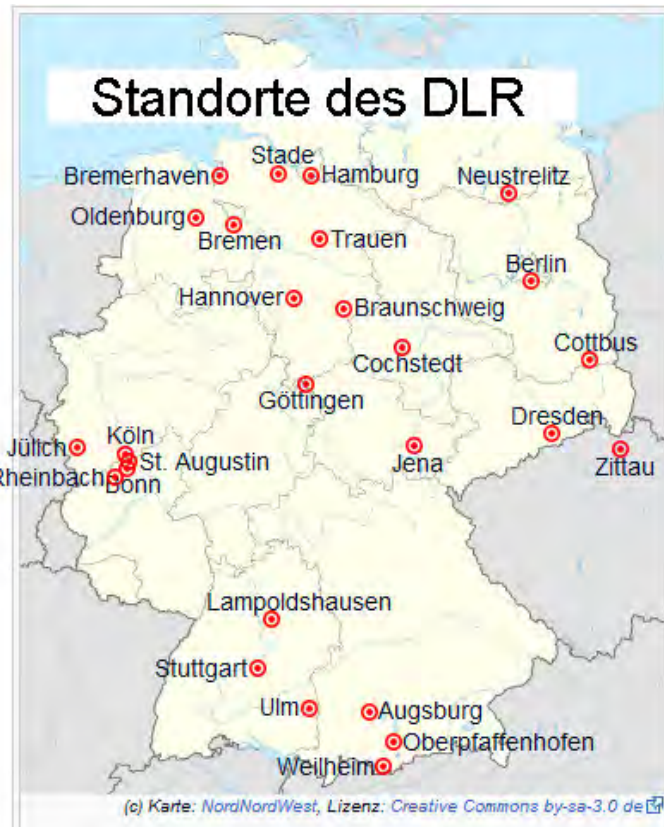 Standorte des DLR
Stade
Bremerhaven
Hamburg
Neustrelitz
Oldenburg
Bremen
Trauen
Berlin
Hannover
Braunschweig
Cochstedt
Cottbus
Göttingen
Dresden
Köln
Jülich
St. Augustin
Jena
Zittau
Rheinbach
Bonn
Lampoldshausen
Stuttgart
Ulm
Augsburg
Oberpfaffenhofen
Weilheim
(c) Karte: NordNordWest, Lizenz: Creative Commons by-sa-3.0 de